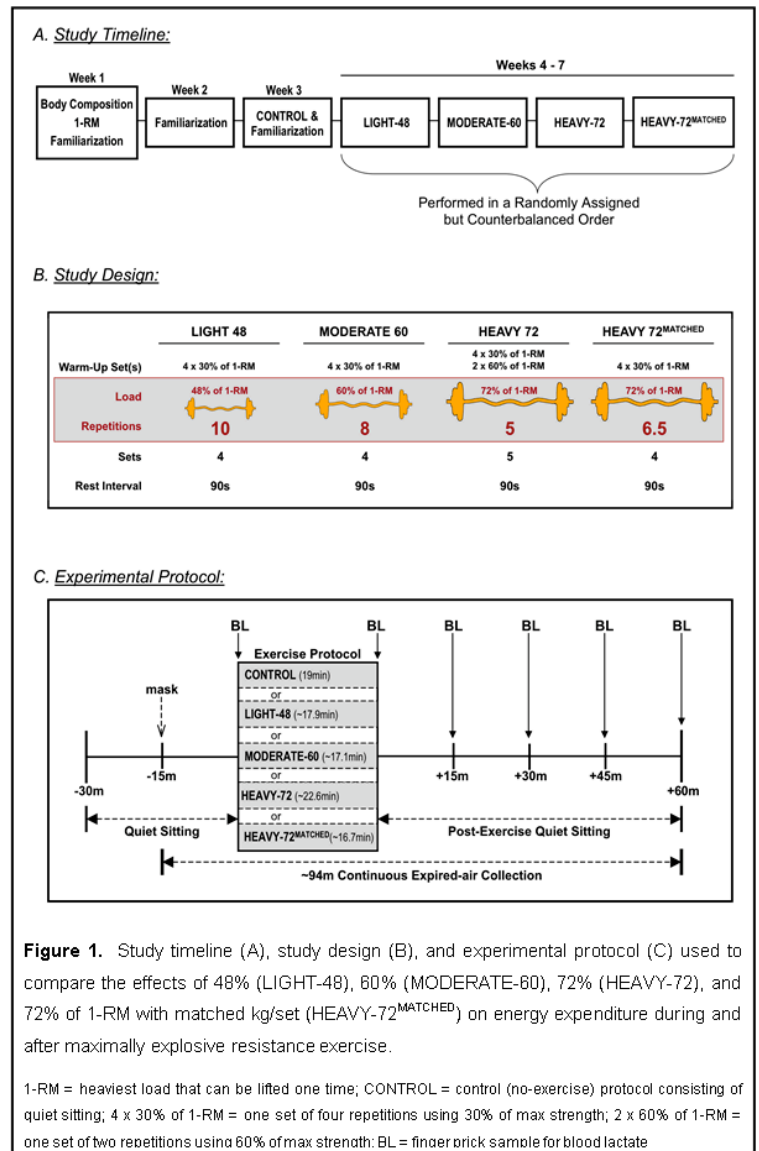 A. Study Timeline:
Weeks 4 - 7
Week 1
Week 2
Week 3
Body Composition
1-RM
Familiarization
Familiarization
CONTROL &
Familiarization
LIGHT-48
MODERATE-60
HEAVY-72
HEAVY-72MATCHED
Performed in a Randomly Assigned
but Counterbalanced Order
B. Study Design:
LIGHT 48 MODERATE 60 HEAVY 72 HEAVY 72MATCHED
Warm-Up Set(s) 4 x 30% of 1-RM 4 x 30% of 1-RM 4 x 30% of 1-RM 2 x 60% of 1-RM 4 x 30% of 1-RM
Load 48% of 1-RM 60% of 1-RM 72% of 1-RM 72% of 1-RM
Repetitions 10 8 5 6.5
Sets 4 4 5 4
Rest Interval 90s 90s 90s 90s
C. Experimental Protocol:
BL BL BL BL BL BL
Exercise Protocol
mask
CONTROL (19min)
or
LIGHT-48 (~17.9min)
or
MODERATE-60 (~17.1min)
or
HEAVY-72 (~22.6min)
or
HEAVY-72MATCHED(~16.7min)
-30m -15m +15m +30m +45m +60m
Quiet Sitting
Post-Exercise Quiet Sitting
~94m Continuous Expired-air Collection
Figure 1. Study timeline (A), study design (B), and experimental protocol (C) used to
compare the effects of 48% (LIGHT-48), 60% (MODERATE-60), 72% (HEAVY-72), and
72% of 1-RM with matched kg/set (HEAVY-72MATCHED) on energy expenditure during and
after maximally explosive resistance exercise.
1-RM = heaviest load that can be lifted one time; CONTROL = control (no-exercise) protocol consisting of
quiet sitting; 4 x 30% of 1-RM = one set of four repetitions using 30% of max strength; 2 x 60% of 1-RM =
one set of two repetitions using 60% of max strength; BL = finger prick sample for blood lactate